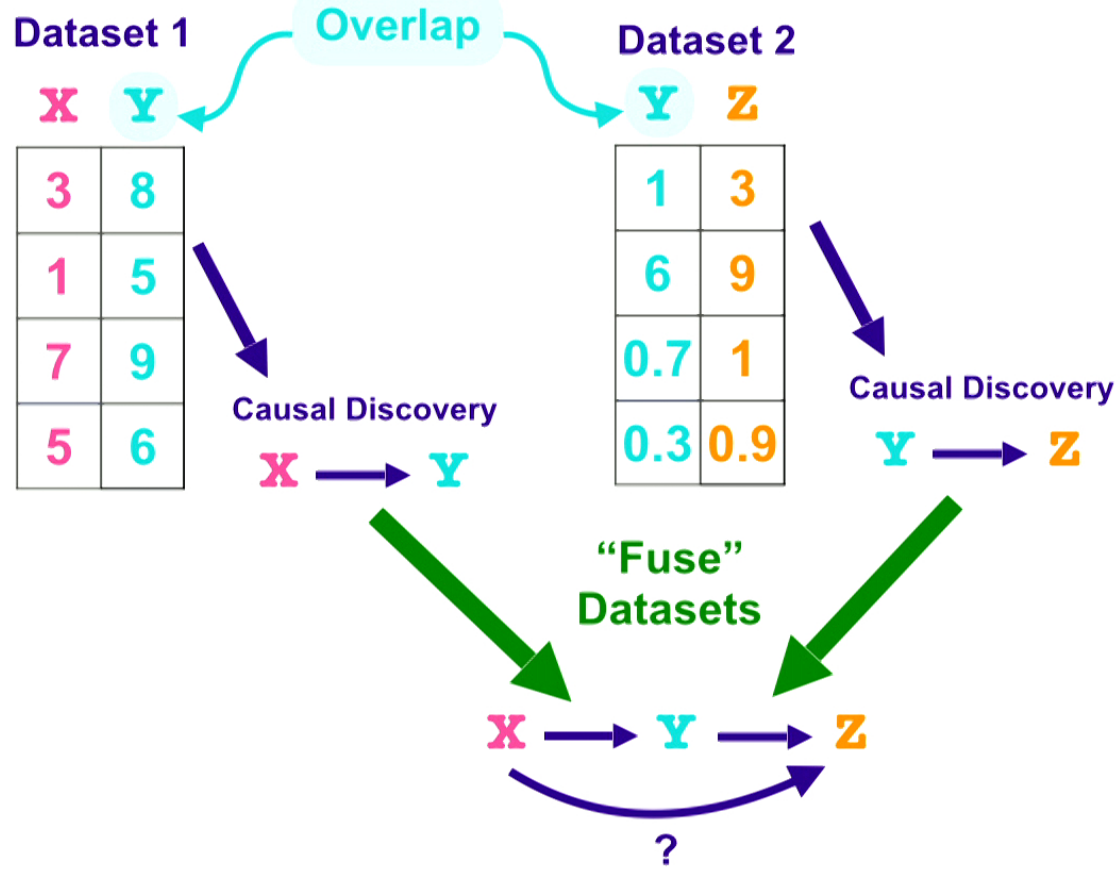 Overlap
Dataset 1
X Y
3 8
1 5
7 9
5 6
Causal Discovery
X Y
Dataset 2
Y Z
1 3
6 9
0.7 1
0.3 0.9
Causal Discovery
Y Z
“Fuse”
Datasets
X Y Z
?